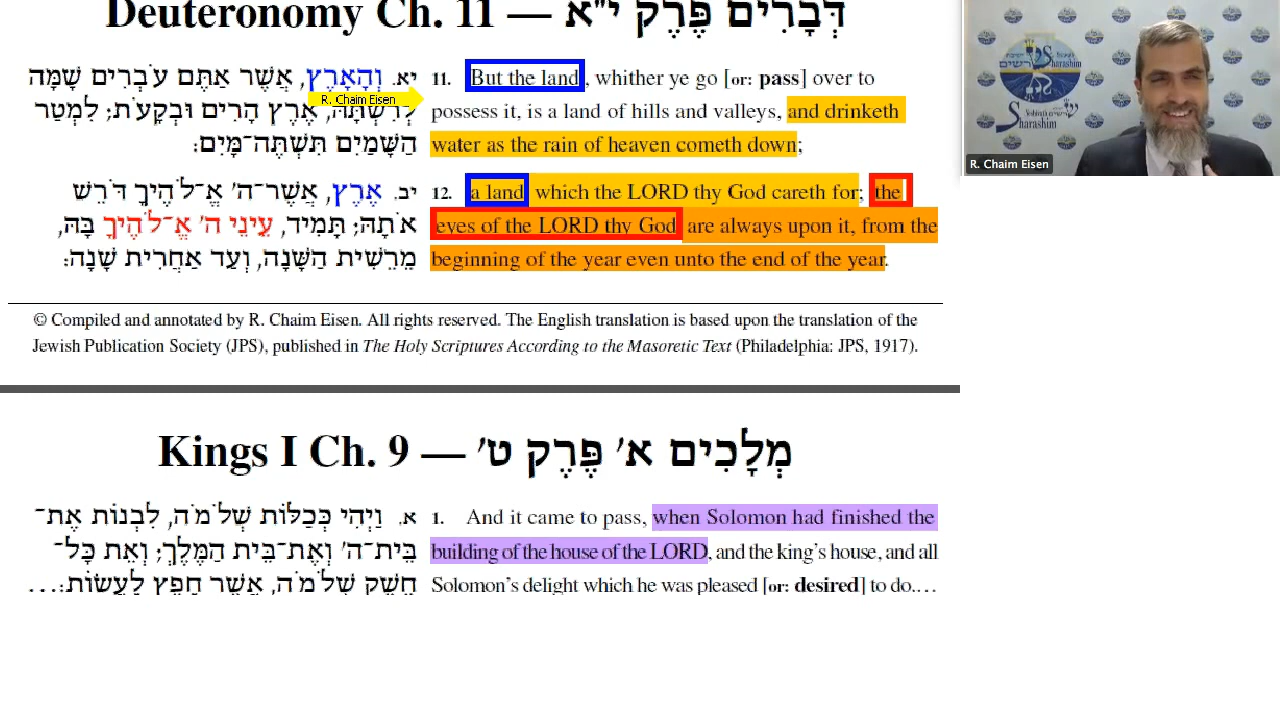 Deuteronomy Ch. 11 — דְּבָרִים פֶּרֶק י"א
יא. וְהָאָרֶץ, אֲשֶׁר אַתֶּם עֹבְרִים שָׁמָּה
לְרִשְׁתָּהּ, אֶרֶץ הָרִים וּבְקָעֹת; לִמְטַר
הַשָּׁמַיִם תִּשְׁתֶּה־מָּיִם:
R. Chaim Eisen
11. But the land, whither ye go [or: pass] over to
possess it, is a land of hills and valleys, and drinketh
water as the rain of heaven cometh down;
יב. אֶרֶץ, אֲשֶׁר־ה' אֱ־לֹהֶיךָ דֹּרֵשׁ
אֹתָהּ; תָּמִיד, עֵינֵי ה' אֱ־לֹהֶיךָ בָּהּ,
מֵרֵשִׁית הַשָּׁנָה, וְעַד אַחֲרִית שָׁנָה:
12. a land which the LORD thy God careth for; the
eyes of the LORD thy God are always upon it, from the
beginning of the year even unto the end of the year.
© Compiled and annotated by R. Chaim Eisen. All rights reserved. The English translation is based upon the translation of the
Jewish Publication Society (JPS), published in The Holy Scriptures According to the Masoretic Text (Philadelphia: JPS, 1917).
Kings I Ch. 9 — מְלָכִים א' פֶּרֶק ט'
א. וַיְהִי כְּכַלּוֹת שְׁלֹמֹה, לִבְנוֹת אֶת־
בֵּית־ה' וְאֶת־בֵּית הַמֶּלֶךְ; וְאֵת כָּל־
חֵשֶׁק שְׁלֹמֹה, אֲשֶׁר חָפֵץ לַעֲשׂוֹת:...
1. And it came to pass, when Solomon had finished the
building of the house of the LORD, and the king's house, and all
Solomon's delight which he was pleased [or: desired] to do....
Sharashim
R. Chaim Eisen